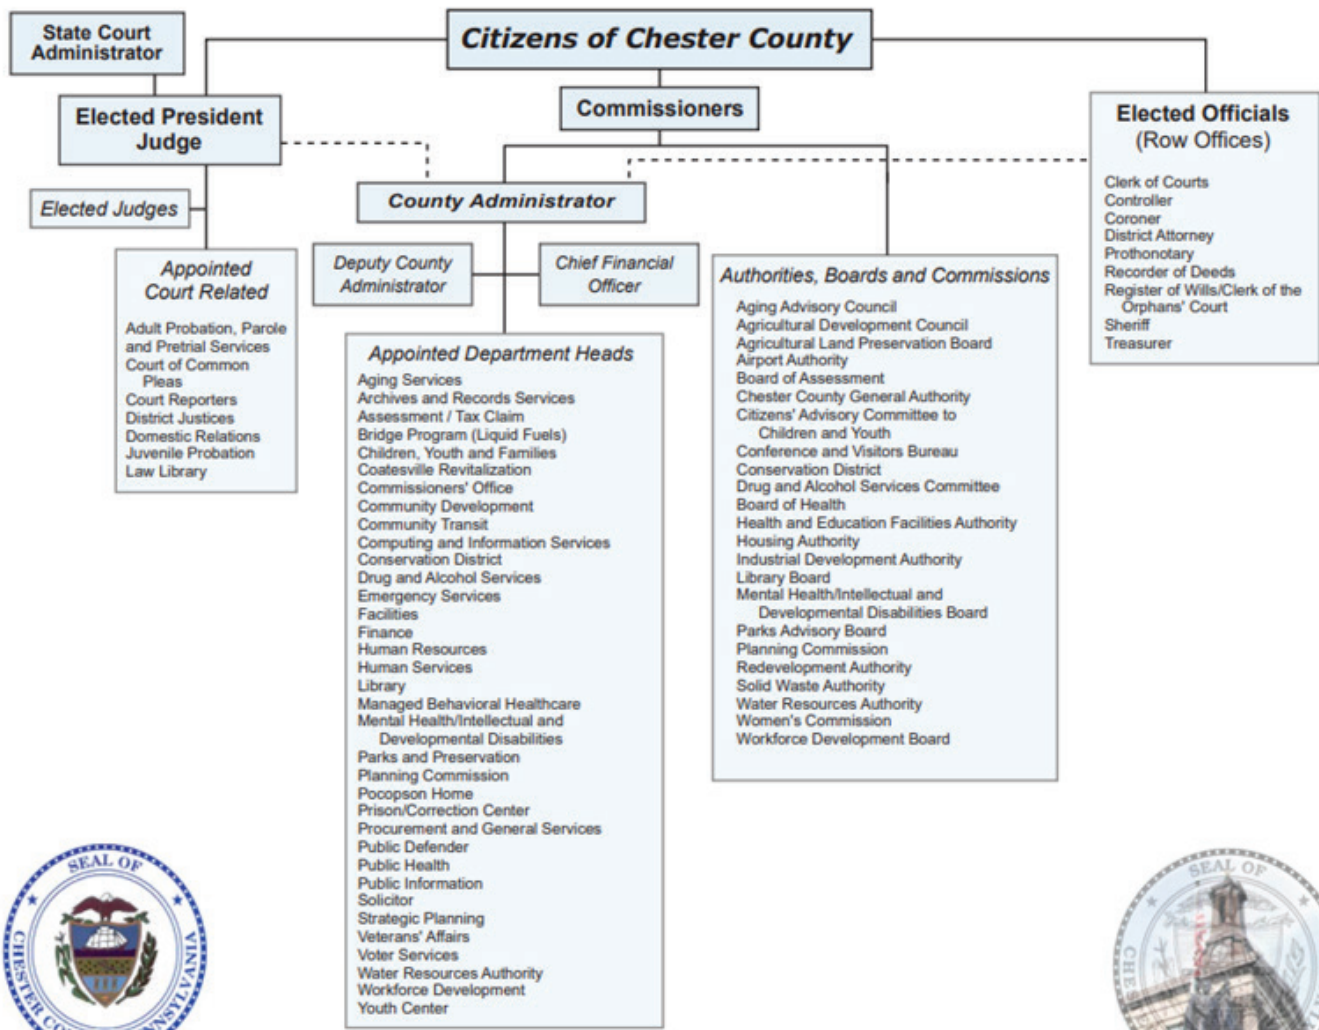 State Court
Administrator
Citizens of Chester County
Elected President
Judge
Commissioners
Elected Officials
(Row Offices)
Clerk of Courts
Controller
Coroner
District Attorney
Prothonotary
Recorder of Deeds
Register of Wills/Clerk of the
Orphans' Court
Sheriff
Treasurer
Elected Judges
County Administrator
Deputy County
Administrator
Chief Financial
Officer
Appointed
Court Related
Adult Probation, Parole
and Pretrial Services
Court of Common
Pleas
Court Reporters
District Justices
Domestic Relations
Juvenile Probation
Law Library
Appointed Department Heads
Aging Services
Archives and Records Services
Assessment / Tax Claim
Bridge Program (Liquid Fuels)
Children, Youth and Families
Coatesville Revitalization
Commissioners' Office
Community Development
Community Transit
Computing and Information Services
Conservation District
Drug and Alcohol Services
Emergency Services
Facilities
Finance
Human Resources
Human Services
Library
Managed Behavioral Healthcare
Mental Health/Intellectual and
Developmental Disabilities
Parks and Preservation
Planning Commission
Pocopson Home
Prison/Correction Center
Procurement and General Services
Public Defender
Public Health
Public Information
Solicitor
Strategic Planning
Veterans' Affairs
Voter Services
Water Resources Authority
Workforce Development
Youth Center
Authorities, Boards and Commissions
Aging Advisory Council
Agricultural Development Council
Agricultural Land Preservation Board
Airport Authority
Board of Assessment
Chester County General Authority
Citizens' Advisory Committee to
Children and Youth
Conference and Visitors Bureau
Conservation District
Drug and Alcohol Services Committee
Board of Health
Health and Education Facilities Authority
Housing Authority
Industrial Development Authority
Library Board
Mental Health/Intellectual and
Developmental Disabilities Board
Parks Advisory Board
Planning Commission
Redevelopment Authority
Solid Waste Authority
Water Resources Authority
Women's Commission
Workforce Development Board
SEAL OF
CHESTER
SEAL OF